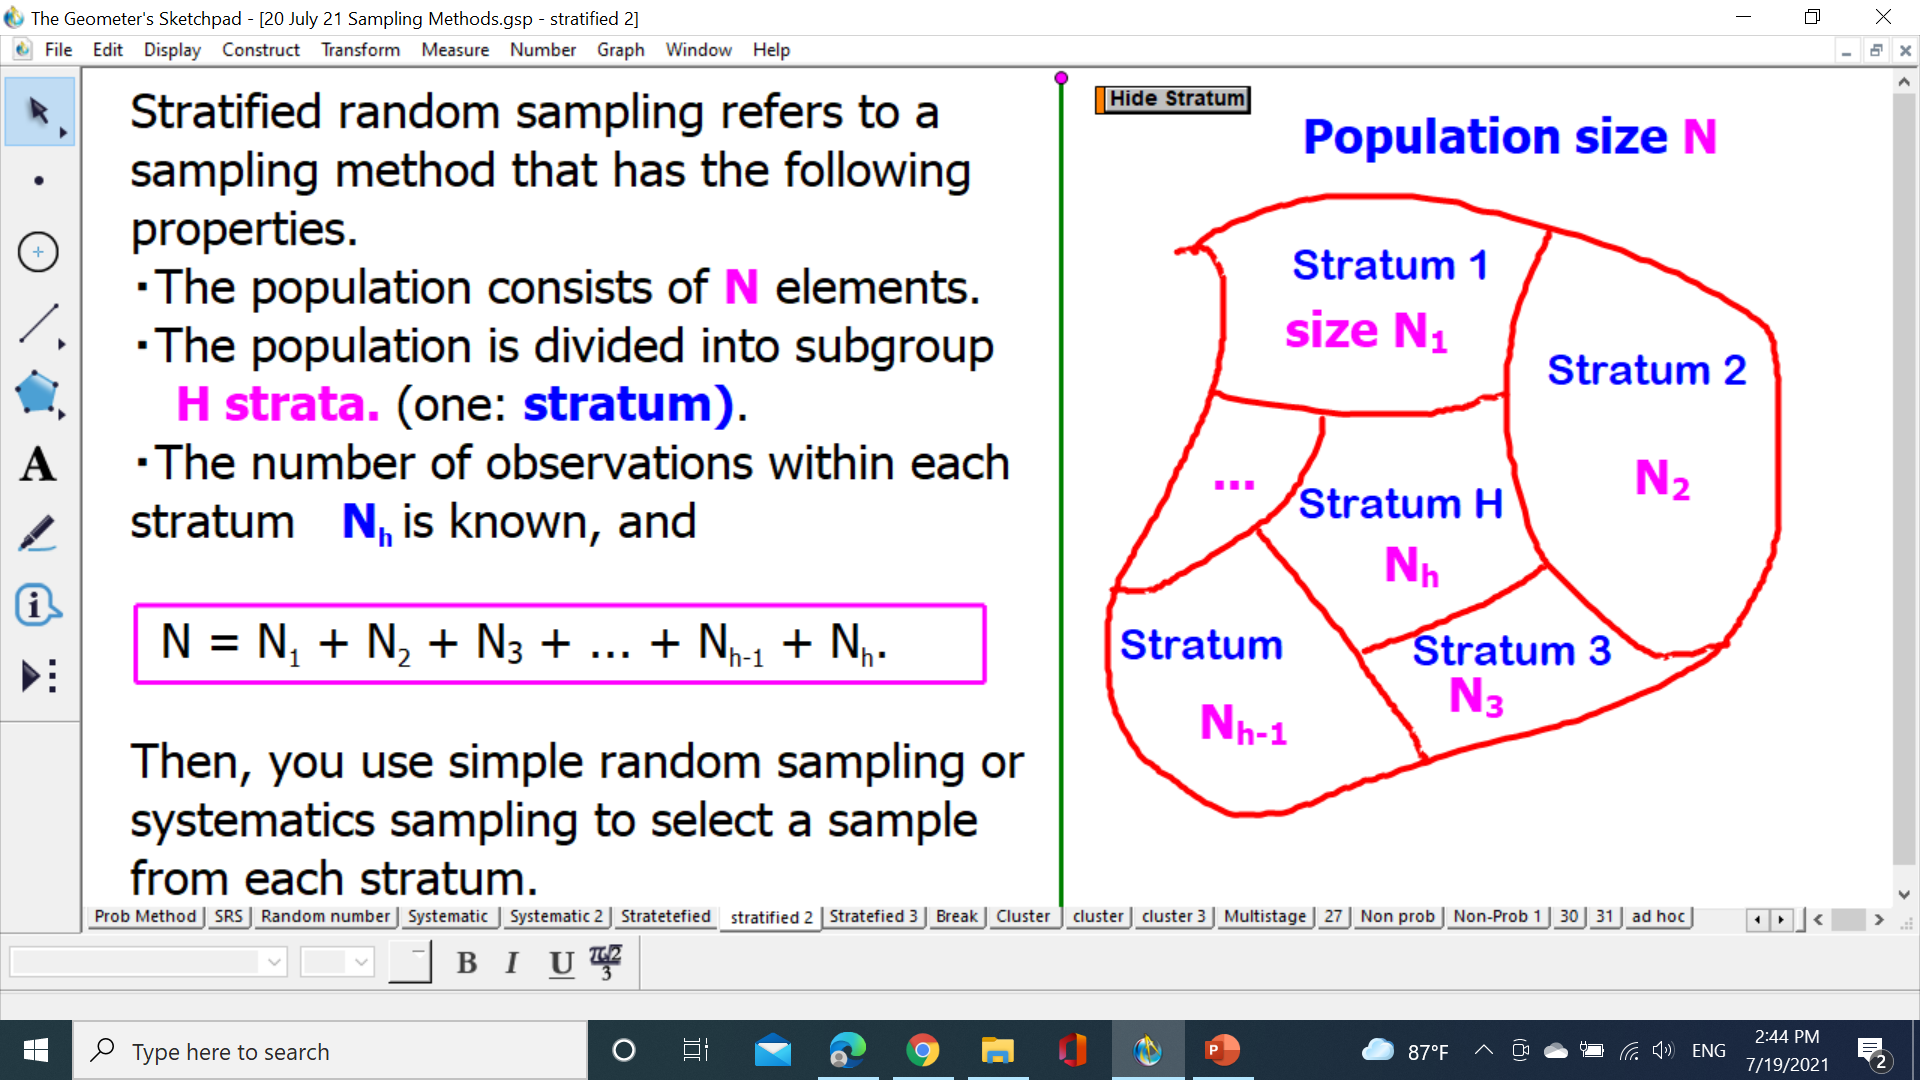 The Geometer's Sketchpad - [20 July 21 Sampling Methods.gsp - stratified 2]
File Edit Display Construct Transform Measure Number Graph Window Help
Stratified random sampling refers to a
sampling method that has the following
properties.
·The population consists of N elements.
·The population is divided into subgroup
H strata. (one: stratum).
·The number of observations within each
stratum Nh is known, and
N = N1 + N2 + N3 + ... + Nh-1 + Nh.
Then, you use simple random sampling or
systematics sampling to select a sample
from each stratum.
Hide Stratum
Population size N
Stratum 1
size N1
Stratum 2
N2
...
Stratum H
Nh
Stratum
Nh-1
Stratum 3
N3
Prob Method SRS Random number Systematic Systematic 2 Stratetefied stratified 2 Stratefied 3 Break Cluster cluster cluster 3 Multistage 27 Non prob Non-Prob 1 30 31 ad hoc
B I U π√2/3
Type here to search
87°F
ENG
2:44 PM
7/19/2021
2